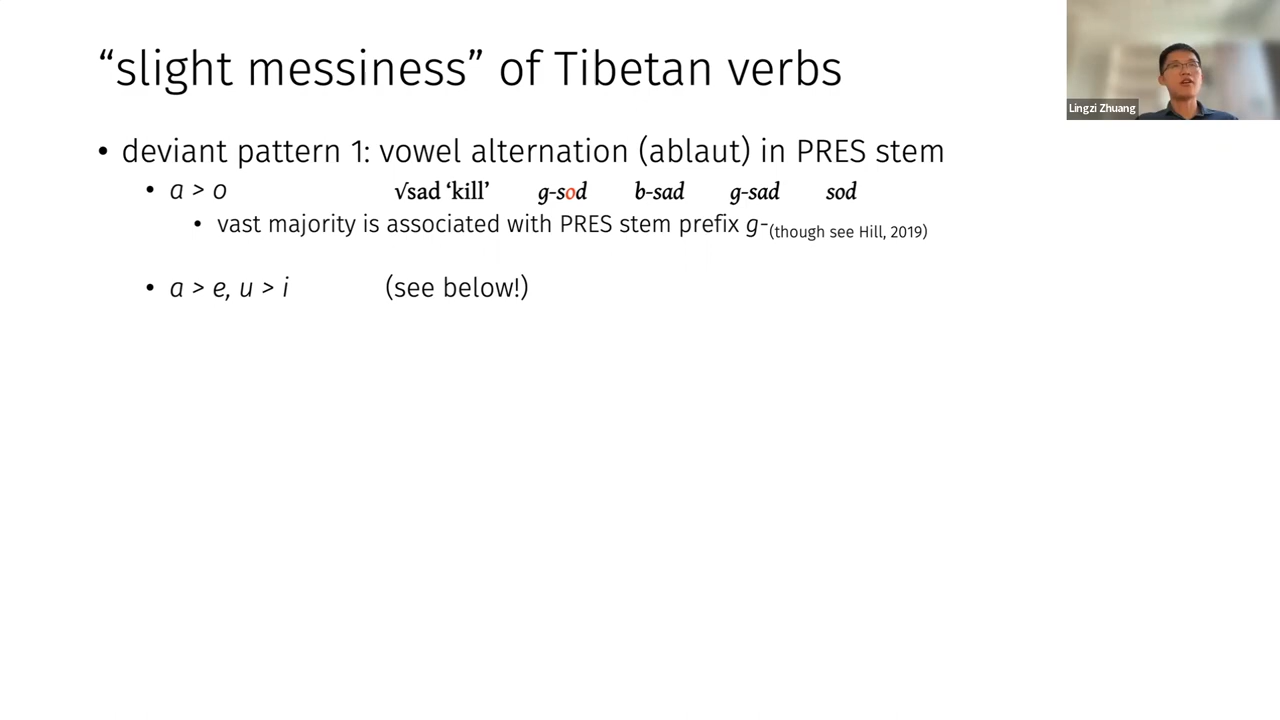 “slight messiness” of Tibetan verbs
Lingzi Zhuang
• deviant pattern 1: vowel alternation (ablaut) in PRES stem
• a > o √sad ‘kill’ g-sod b-sad g-sad sod
• vast majority is associated with PRES stem prefix g-(though see Hill, 2019)
• a > e, u > i (see below!)